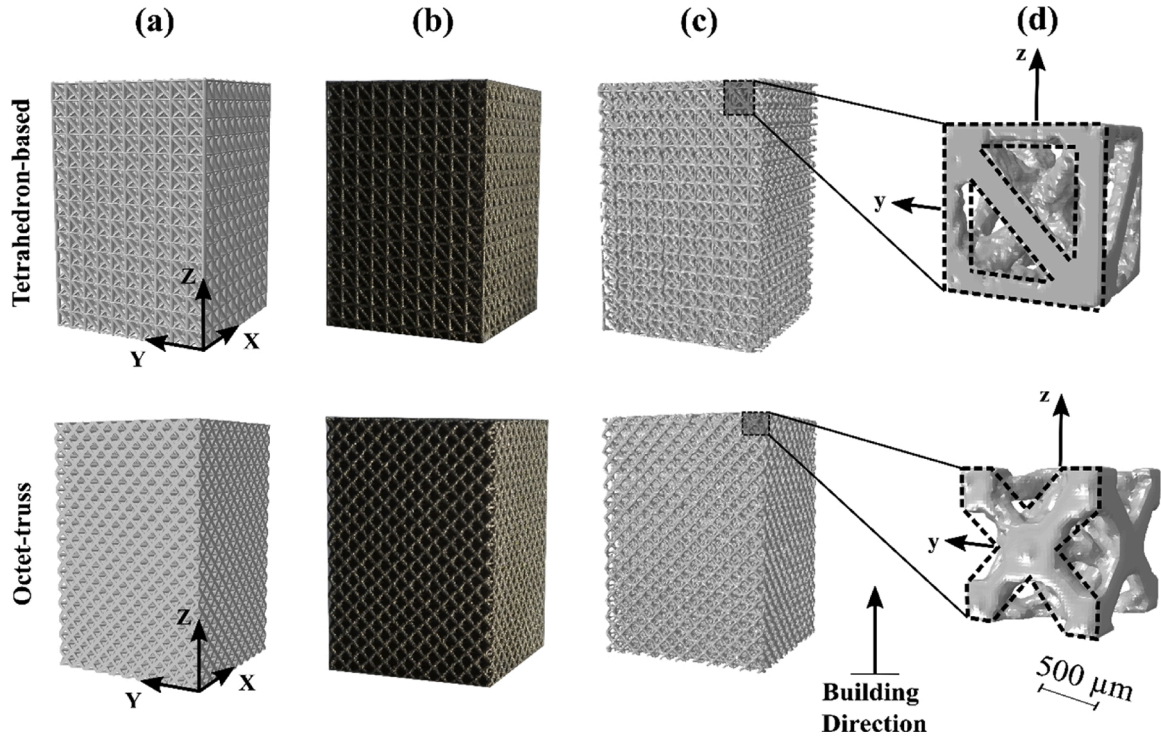 (a)
(b)
(c)
(d)
Tetrahedron-based
Z
Y
X
z
y
Octet-truss
Z
Y
X
z
y
Building
Direction
500 μm